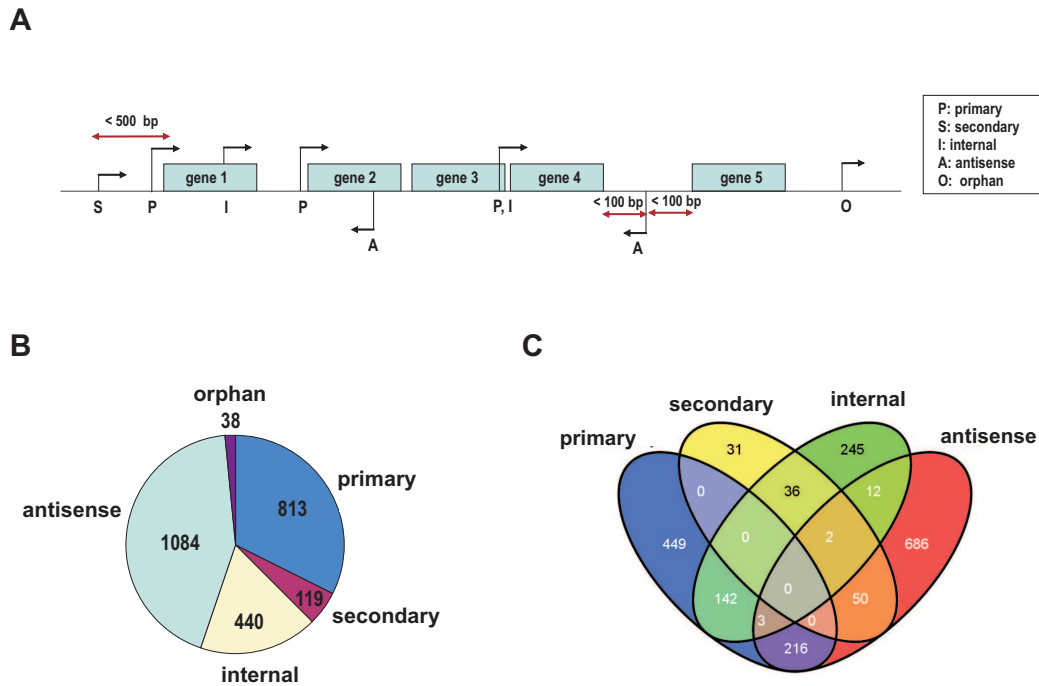 A
< 500 bp
gene 1
gene 2
gene 3
gene 4
gene 5
S
P
I
P
A
P, I
< 100 bp
< 100 bp
A
O
P: primary
S: secondary
I: internal
A: antisense
O: orphan
B
orphan
38
primary
813
antisense
1084
119
secondary
440
internal
C
internal
secondary
antisense
primary
31
245
0
36
12
449
0
2
686
142
0
50
3
0
216